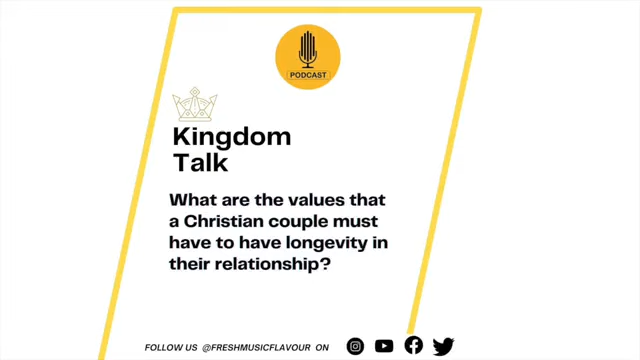 PODCAST
Kingdom
Talk
What are the values that
a Christian couple must
have to have longevity in
their relationship?
FOLLOW US @FRESHMUSICFLAVOUR ON